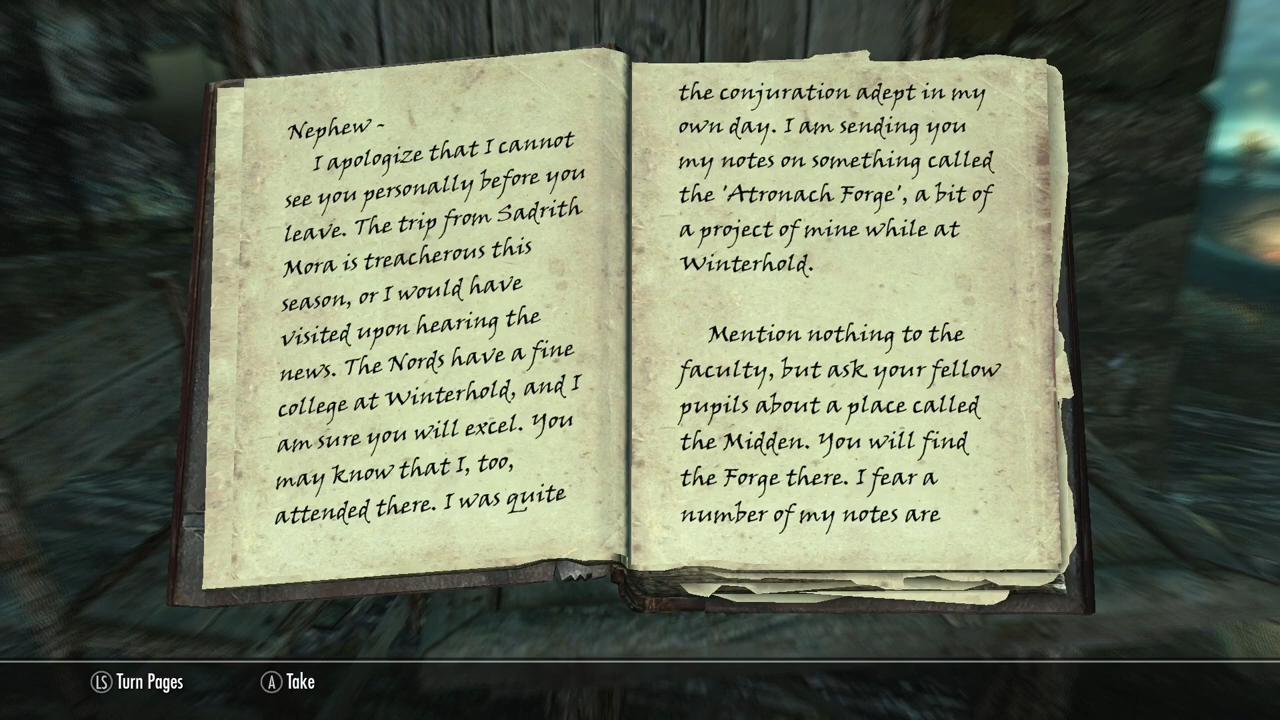 Nephew -
I apologize that I cannot
see you personally before you
leave. The trip from Sadrith
Mora is treacherous this
season, or I would have
visited upon hearing the
news. The Nords have a fine
college at Winterhold, and I
am sure you will excel. You
may know that I, too,
attended there. I was quite
the conjuration adept in my
own day. I am sending you
my notes on something called
the 'Atronach Forge', a bit of
a project of mine while at
Winterhold.
Mention nothing to the
faculty, but ask your fellow
pupils about a place called
the Midden. You will find
the Forge there. I fear a
number of my notes are
LS Turn Pages
A Take